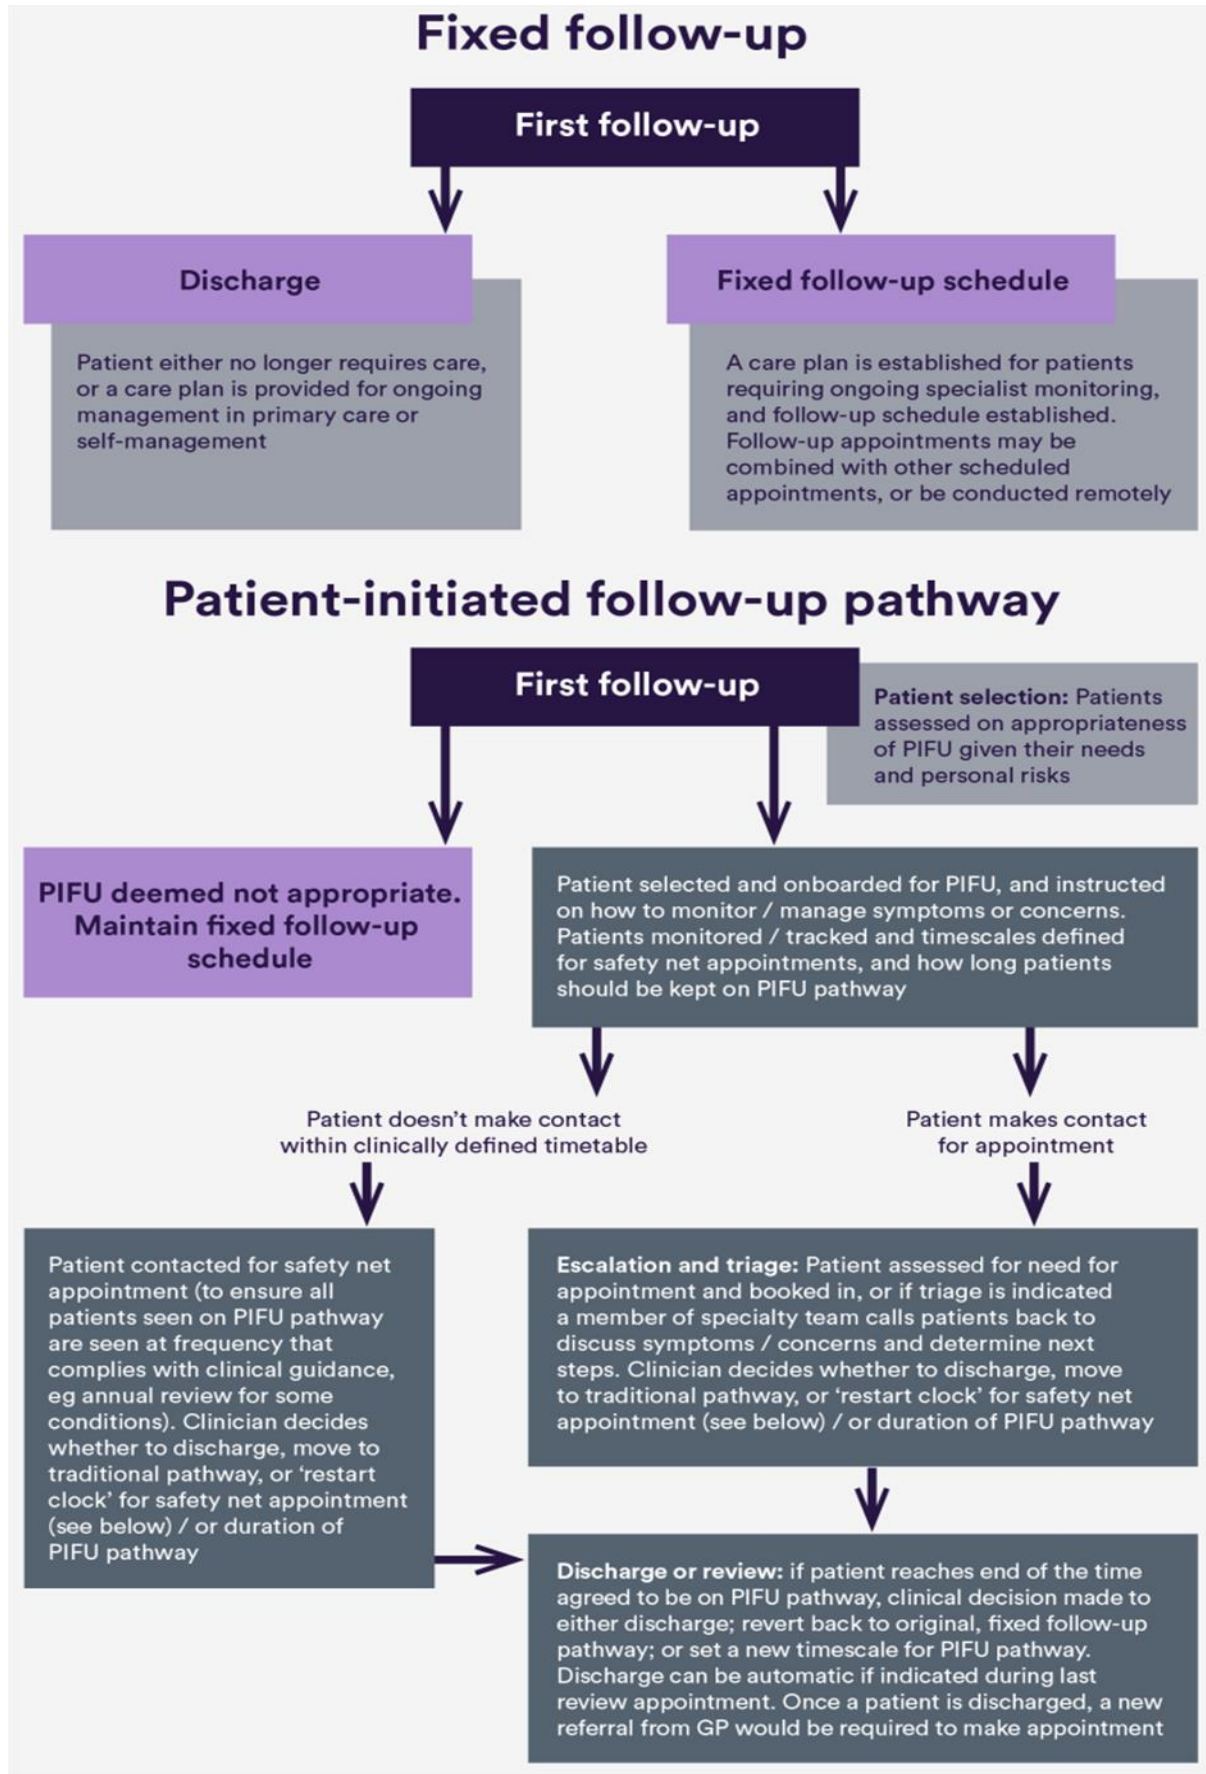 Fixed follow-up
First follow-up
Discharge
Patient either no longer requires care,
or a care plan is provided for ongoing
management in primary care or
self-management
Fixed follow-up schedule
A care plan is established for patients
requiring ongoing specialist monitoring,
and follow-up schedule established.
Follow-up appointments may be
combined with other scheduled
appointments, or be conducted remotely
Patient-initiated follow-up pathway
First follow-up
Patient selection: Patients
assessed on appropriateness
of PIFU given their needs
and personal risks
PIFU deemed not appropriate.
Maintain fixed follow-up
schedule
Patient selected and onboarded for PIFU, and instructed
on how to monitor / manage symptoms or concerns.
Patients monitored / tracked and timescales defined
for safety net appointments, and how long patients
should be kept on PIFU pathway
Patient doesn’t make contact
within clinically defined timetable
Patient makes contact
for appointment
Patient contacted for safety net
appointment (to ensure all
patients seen on PIFU pathway
are seen at frequency that
complies with clinical guidance,
eg annual review for some
conditions). Clinician decides
whether to discharge, move to
traditional pathway, or ‘restart
clock’ for safety net appointment
(see below) / or duration of
PIFU pathway
Escalation and triage: Patient assessed for need for
appointment and booked in, or if triage is indicated
a member of specialty team calls patients back to
discuss symptoms / concerns and determine next
steps. Clinician decides whether to discharge, move
to traditional pathway, or ‘restart clock’ for safety net
appointment (see below) / or duration of PIFU pathway
Discharge or review: if patient reaches end of the time
agreed to be on PIFU pathway, clinical decision made to
either discharge; revert back to original, fixed follow-up
pathway; or set a new timescale for PIFU pathway.
Discharge can be automatic if indicated during last
review appointment. Once a patient is discharged, a new
referral from GP would be required to make appointment